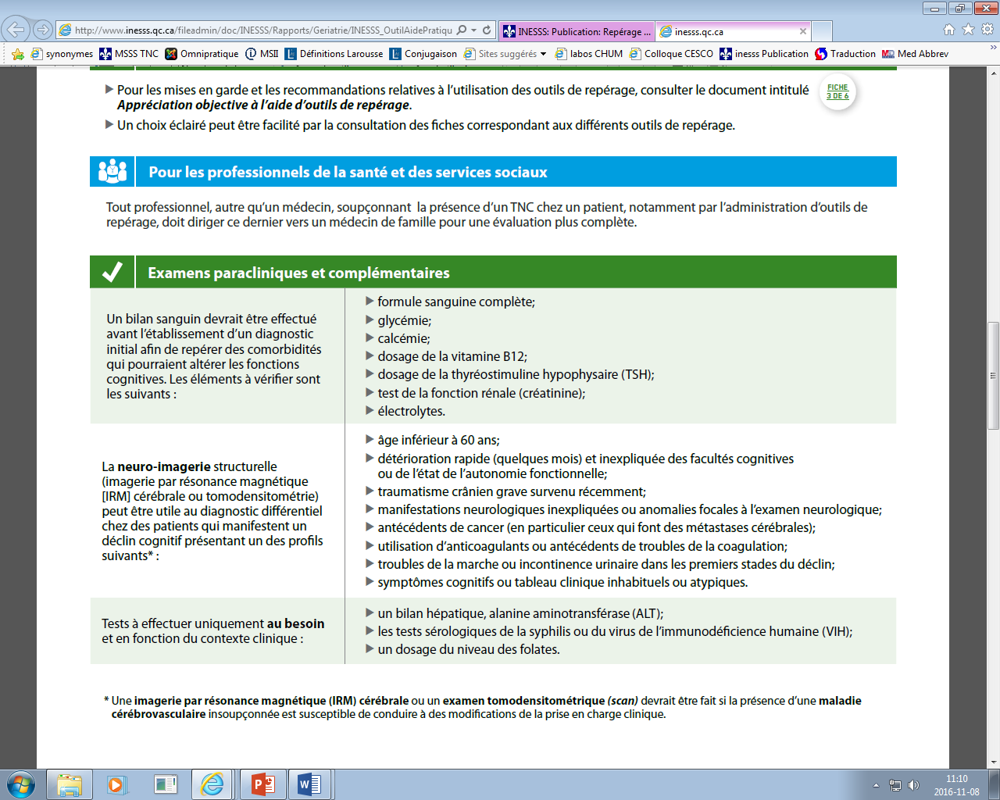 http://www.inesss.qc.ca/fileadmin/doc/INESSS/Rapports/Geriatrie/INESSS_OutilAidePratiqu
INESSS: Publication: Repérage ...
inesss.qc.ca
synonymes MSSS TNC Omnipratique MSII Définitions Larousse Conjugaison Sites suggérés labos CHUM Colloque CESCO inesss Publication Traduction Med Abbrev
Pour les mises en garde et les recommandations relatives à l'utilisation des outils de repérage, consulter le document intitulé
Appréciation objective à l'aide d'outils de repérage.
FICHE
3 DE 6
Un choix éclairé peut être facilité par la consultation des fiches correspondant aux différents outils de repérage.
Pour les professionnels de la santé et des services sociaux
Tout professionnel, autre qu'un médecin, soupçonnant la présence d'un TNC chez un patient, notamment par l'administration d'outils de
repérage, doit diriger ce dernier vers un médecin de famille pour une évaluation plus complète.
Examens paracliniques et complémentaires
Un bilan sanguin devrait être effectué
avant l'établissement d'un diagnostic
initial afin de repérer des comorbidités
qui pourraient altérer les fonctions
cognitives. Les éléments à vérifier sont
les suivants :
formule sanguine complète;
glycémie;
calcémie;
dosage de la vitamine B12;
dosage de la thyréostimuline hypophysaire (TSH);
test de la fonction rénale (créatinine);
électrolytes.
La neuro-imagerie structurelle
(imagerie par résonance magnétique
[IRM] cérébrale ou tomodensitométrie)
peut être utile au diagnostic différentiel
chez des patients qui manifestent un
déclin cognitif présentant un des profils
suivants* :
âge inférieur à 60 ans;
détérioration rapide (quelques mois) et inexpliquée des facultés cognitives
ou de l'état de l'autonomie fonctionnelle;
traumatisme crânien grave survenu récemment;
manifestations neurologiques inexpliquées ou anomalies focales à l'examen neurologique;
antécédents de cancer (en particulier ceux qui font des métastases cérébrales);
utilisation d'anticoagulants ou antécédents de troubles de la coagulation;
troubles de la marche ou incontinence urinaire dans les premiers stades du déclin;
symptômes cognitifs ou tableau clinique inhabituels ou atypiques.
Tests à effectuer uniquement au besoin
et en fonction du contexte clinique :
un bilan hépatique, alanine aminotransférase (ALT);
les tests sérologiques de la syphilis ou du virus de l'immunodéficience humaine (VIH);
un dosage du niveau des folates.
* Une imagerie par résonance magnétique (IRM) cérébrale ou un examen tomodensitométrique (scan) devrait être fait si la présence d'une maladie
cérébrovasculaire insoupçonnée est susceptible de conduire à des modifications de la prise en charge clinique.
11:10
2016-11-08